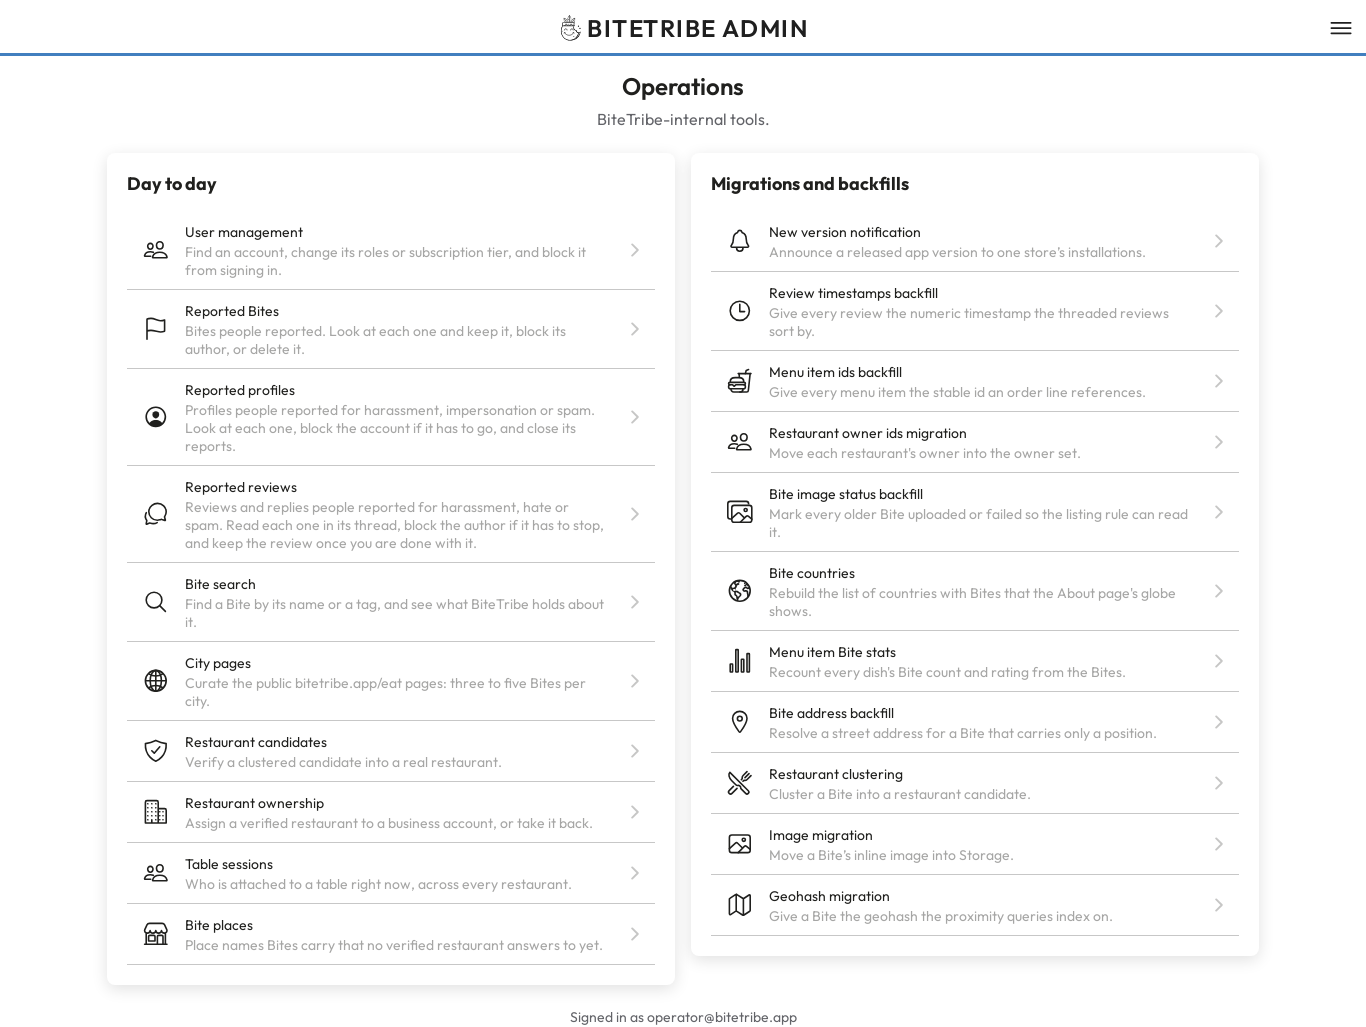 BITETRIBE ADMIN
Operations
BiteTribe-internal tools.
Day to day
User management
Find an account, change its roles or subscription tier, and block it
from signing in.
Reported Bites
Bites people reported. Look at each one and keep it, block its
author, or delete it.
Reported profiles
Profiles people reported for harassment, impersonation or spam.
Look at each one, block the account if it has to go, and close its
reports.
Reported reviews
Reviews and replies people reported for harassment, hate or
spam. Read each one in its thread, block the author if it has to stop,
and keep the review once you are done with it.
Bite search
Find a Bite by its name or a tag, and see what BiteTribe holds about
it.
City pages
Curate the public bitetribe.app/eat pages: three to five Bites per
city.
Restaurant candidates
Verify a clustered candidate into a real restaurant.
Restaurant ownership
Assign a verified restaurant to a business account, or take it back.
Table sessions
Who is attached to a table right now, across every restaurant.
Bite places
Place names Bites carry that no verified restaurant answers to yet.
Migrations and backfills
New version notification
Announce a released app version to one store's installations.
Review timestamps backfill
Give every review the numeric timestamp the threaded reviews
sort by.
Menu item ids backfill
Give every menu item the stable id an order line references.
Restaurant owner ids migration
Move each restaurant's owner into the owner set.
Bite image status backfill
Mark every older Bite uploaded or failed so the listing rule can read
it.
Bite countries
Rebuild the list of countries with Bites that the About page's globe
shows.
Menu item Bite stats
Recount every dish's Bite count and rating from the Bites.
Bite address backfill
Resolve a street address for a Bite that carries only a position.
Restaurant clustering
Cluster a Bite into a restaurant candidate.
Image migration
Move a Bite's inline image into Storage.
Geohash migration
Give a Bite the geohash the proximity queries index on.
Signed in as operator@bitetribe.app